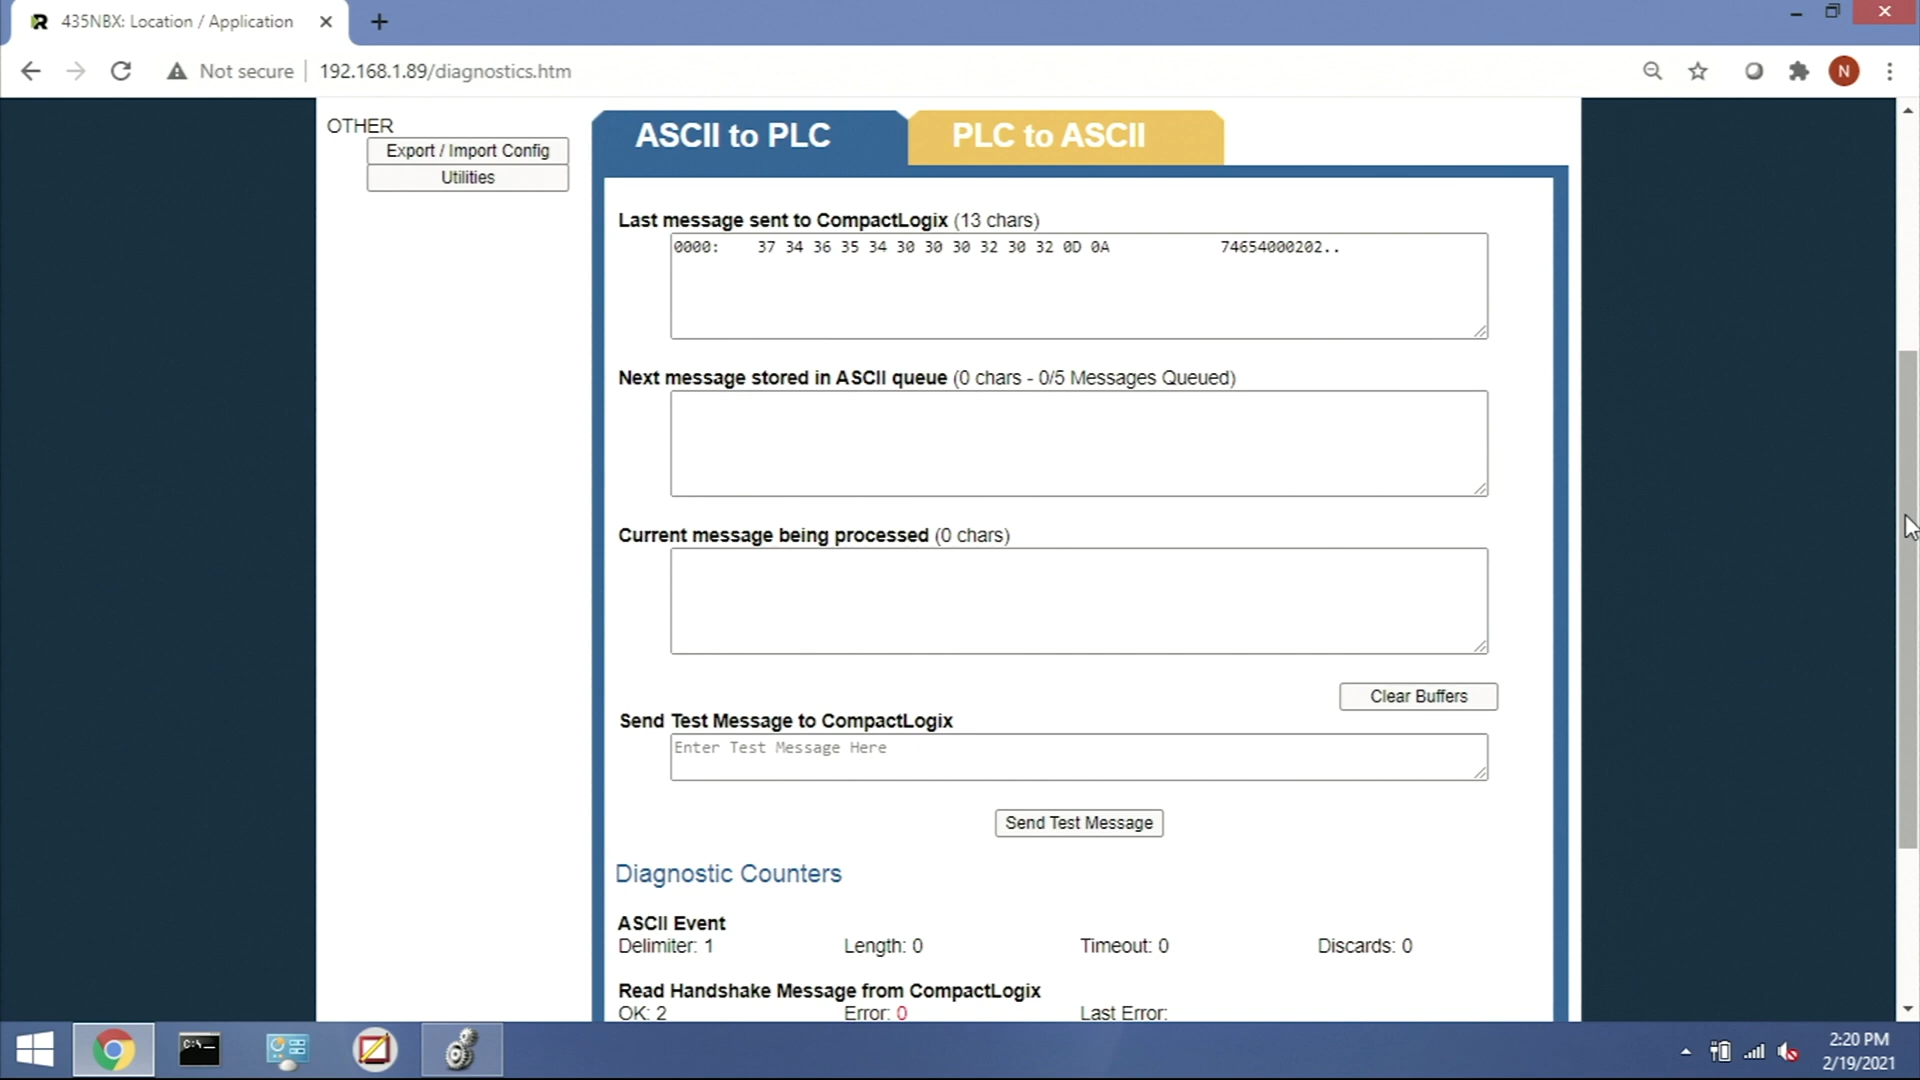 435NBX: Location / Application
Not secure 192.168.1.89/diagnostics.htm
N
OTHER
Export / Import Config
Utilities
ASCII to PLC
PLC to ASCII
Last message sent to CompactLogix (13 chars)
0000: 37 34 36 35 34 30 30 30 32 30 32 0D 0A 74654000202..
Next message stored in ASCII queue (0 chars - 0/5 Messages Queued)
Current message being processed (0 chars)
Clear Buffers
Send Test Message to CompactLogix
Enter Test Message Here
Send Test Message
Diagnostic Counters
ASCII Event
Delimiter: 1 Length: 0 Timeout: 0 Discards: 0
Read Handshake Message from CompactLogix
OK: 2 Error: 0 Last Error:
2:20 PM
2/19/2021